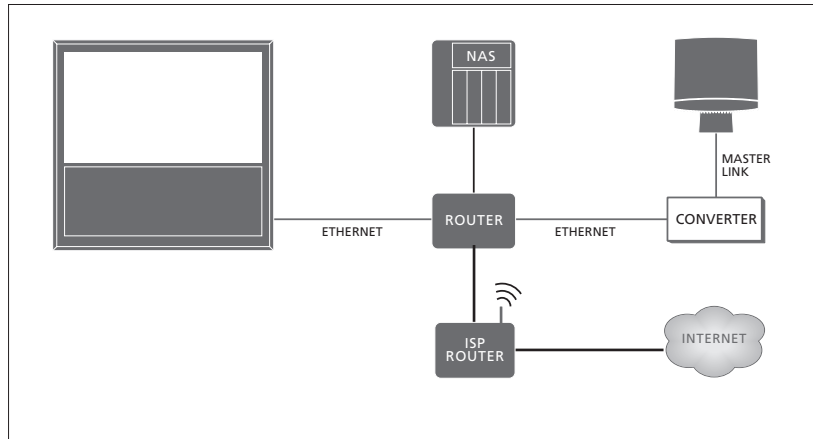 NAS
MASTER
LINK
ROUTER
CONVERTER
ETHERNET
ETHERNET
ISP
ROUTER
INTERNET